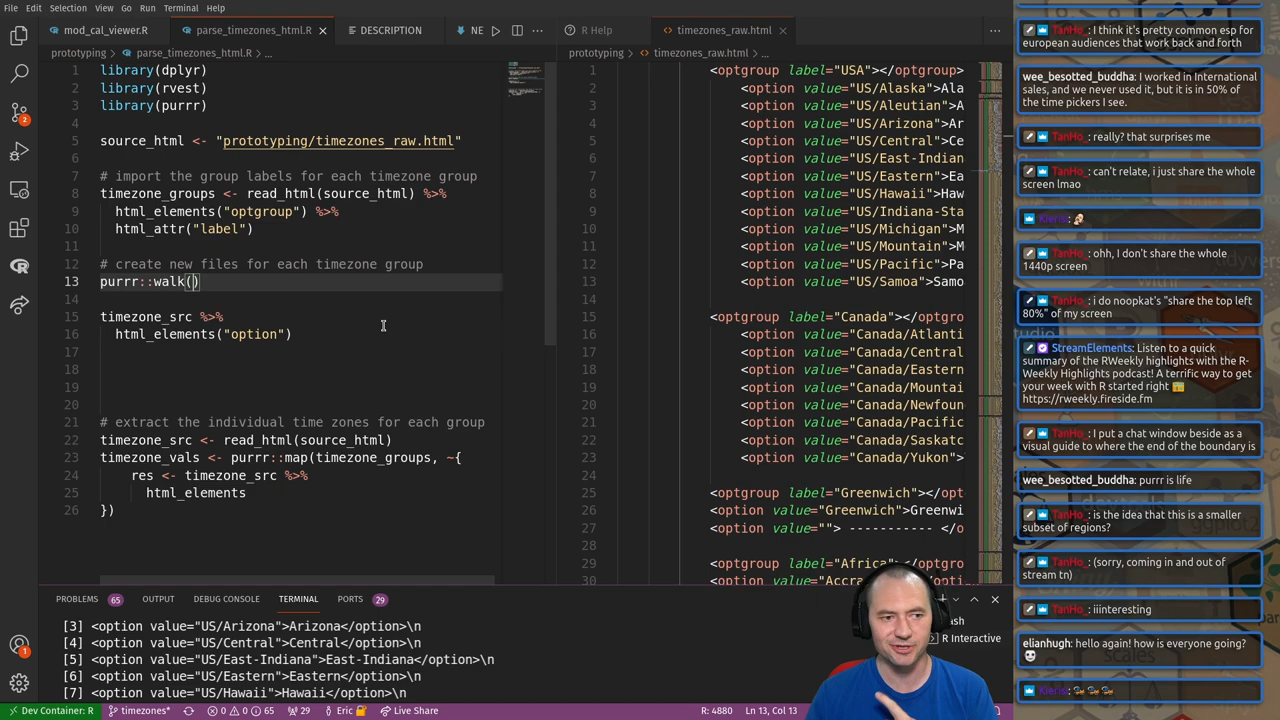 File Edit Selection View Go Run Terminal Help
mod_cal_viewer.R
parse_timezones_html.R
DESCRIPTION
NE
R Help
timezones_raw.html
prototyping > parse_timezones_html.R > ...
prototyping > timezones_raw.html > ...
1 library(dplyr)
2 library(rvest)
3 library(purrr)
4
5 source_html <- "prototyping/timezones_raw.html"
6
7 # import the group labels for each timezone group
8 timezone_groups <- read_html(source_html) %>%
9 html_elements("optgroup") %>%
10 html_attr("label")
11
12 # create new files for each timezone group
13 purrr::walk()
14
15 timezone_src %>%
16 html_elements("option")
17
18
19
20
21 # extract the individual time zones for each group
22 timezone_src <- read_html(source_html)
23 timezone_vals <- purrr::map(timezone_groups, ~{
24 res <- timezone_src %>%
25 html_elements
26 })
1 <optgroup label="USA"></optgroup>
2 <option value="US/Alaska">Ala
3 <option value="US/Aleutian">A
4 <option value="US/Arizona">Ar
5 <option value="US/Central">Ce
6 <option value="US/East-Indian
7 <option value="US/Eastern">Ea
8 <option value="US/Hawaii">Haw
9 <option value="US/Indiana-Sta
10 <option value="US/Michigan">M
11 <option value="US/Mountain">M
12 <option value="US/Pacific">Pa
13 <option value="US/Samoa">Samo
14
15 <optgroup label="Canada"></optgroup>
16 <option value="Canada/Atlanti
17 <option value="Canada/Central
18 <option value="Canada/Eastern
19 <option value="Canada/Mountai
20 <option value="Canada/Newfoun
21 <option value="Canada/Pacific
22 <option value="Canada/Saskatc
23 <option value="Canada/Yukon">
24
25 <optgroup label="Greenwich"></opt
26 <option value="Greenwich">Greenwi
27 <option value=""> ----------- </o
28
29 <optgroup label="Africa"></optgro
30 <option value="Accra
PROBLEMS 65 OUTPUT DEBUG CONSOLE TERMINAL PORTS 29
[3] <option value="US/Arizona">Arizona</option>\n
[4] <option value="US/Central">Central</option>\n
[5] <option value="US/East-Indiana">East-Indiana</option>\n
[6] <option value="US/Eastern">Eastern</option>\n
[7] <option value="US/Hawaii">Hawaii</option>\n
ash
R Interactive
Dev Container: R timezones* 0 0 65 29 Eric Live Share R: 4880 Ln 13, Col 13
TanHo_: I think it's pretty common esp for
european audiences that work back and forth
wee_besotted_buddha: I worked in International
sales, and we never used it, but it is in 50% of
the time pickers I see.
TanHo_: really? that surprises me
TanHo_: can't relate, i just share the whole
screen lmao
Kleris:
TanHo_: ohh, I don't share the whole
1440p screen
TanHo_: i do noopkat's "share the top left
80%" of my screen
StreamElements: Listen to a quick
summary of the RWeekly highlights with the R-
Weekly Highlights podcast! A terrific way to get
your week with R started right
https://rweekly.fireside.fm
TanHo_: I put a chat window beside as a
visual guide to where the end of the boundary is
wee_besotted_buddha: purrr is life
TanHo_: is the idea that this is a smaller
subset of regions?
TanHo_: (sorry, coming in and out of
stream tn)
TanHo_: iiinteresting
elianhugh: hello again! how is everyone going?
Kleris: